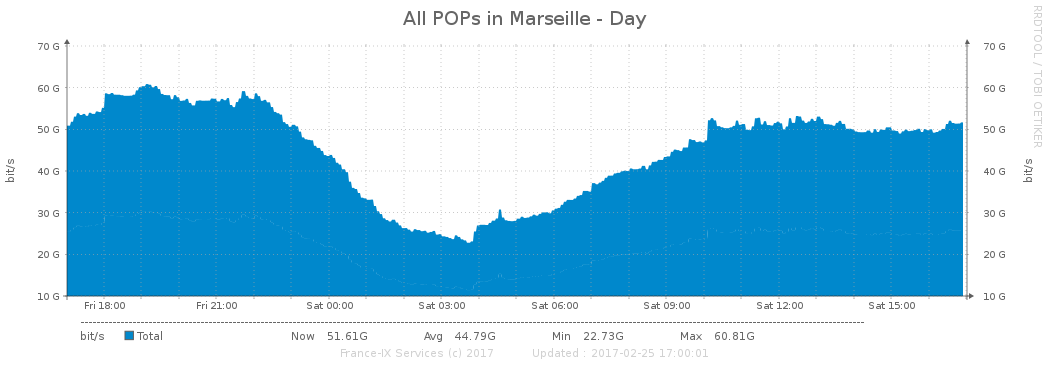 All POPs in Marseille - Day
RRDTOOL / TOBI OETIKER
70 G 70 G
60 G 60 G
50 G 50 G
40 G 40 G
30 G 30 G
20 G 20 G
10 G 10 G
bit/s
bit/s
Fri 18:00 Fri 21:00 Sat 00:00 Sat 03:00 Sat 06:00 Sat 09:00 Sat 12:00 Sat 15:00
bit/s Total Now 51.61G Avg 44.79G Min 22.73G Max 60.81G
France-IX Services (c) 2017 Updated : 2017-02-25 17:00:01